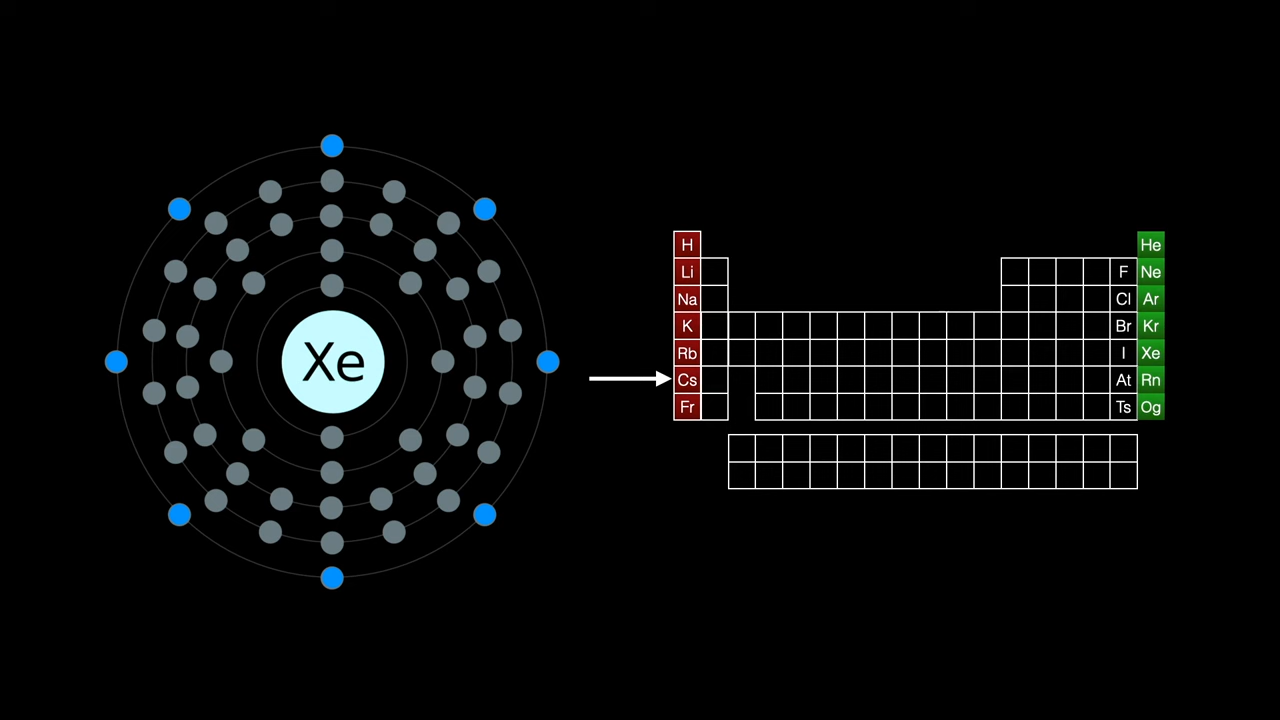 Xe
H He
Li F Ne
Na Cl Ar
K Br Kr
Rb I Xe
Cs At Rn
Fr Ts Og